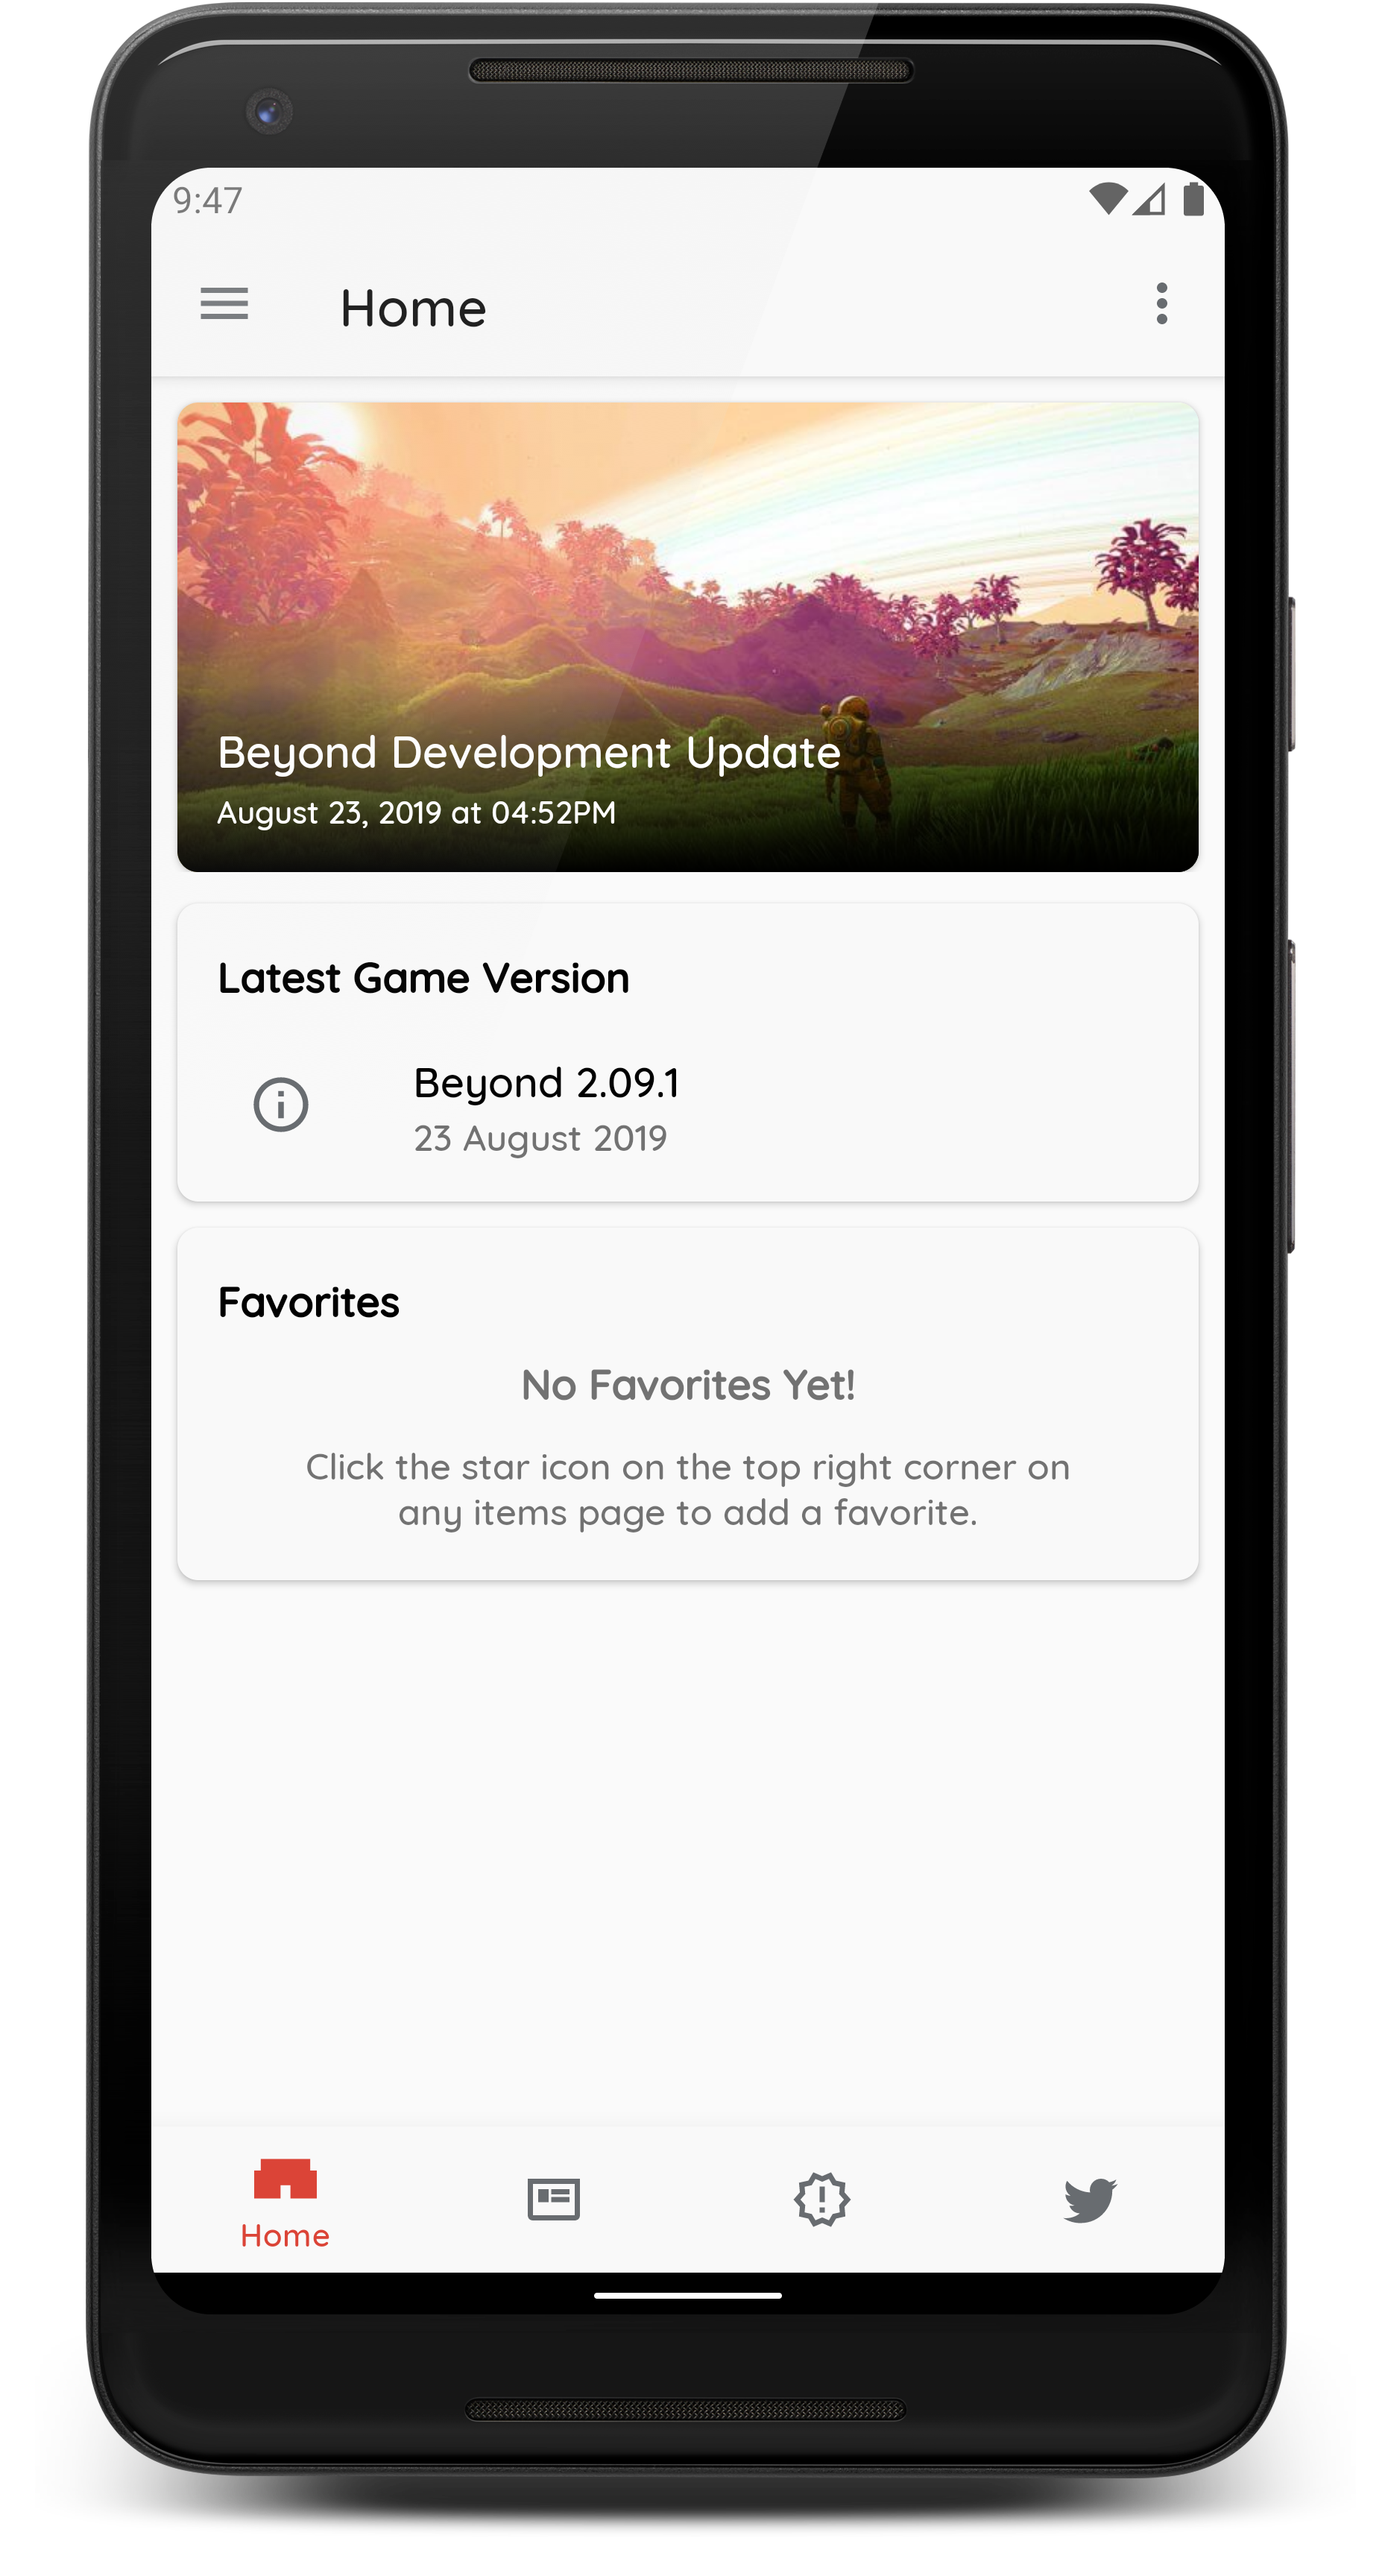 9:47
Home
Beyond Development Update
August 23, 2019 at 04:52PM
Latest Game Version
Beyond 2.09.1
23 August 2019
Favorites
No Favorites Yet!
Click the star icon on the top right corner on
any items page to add a favorite.
Home